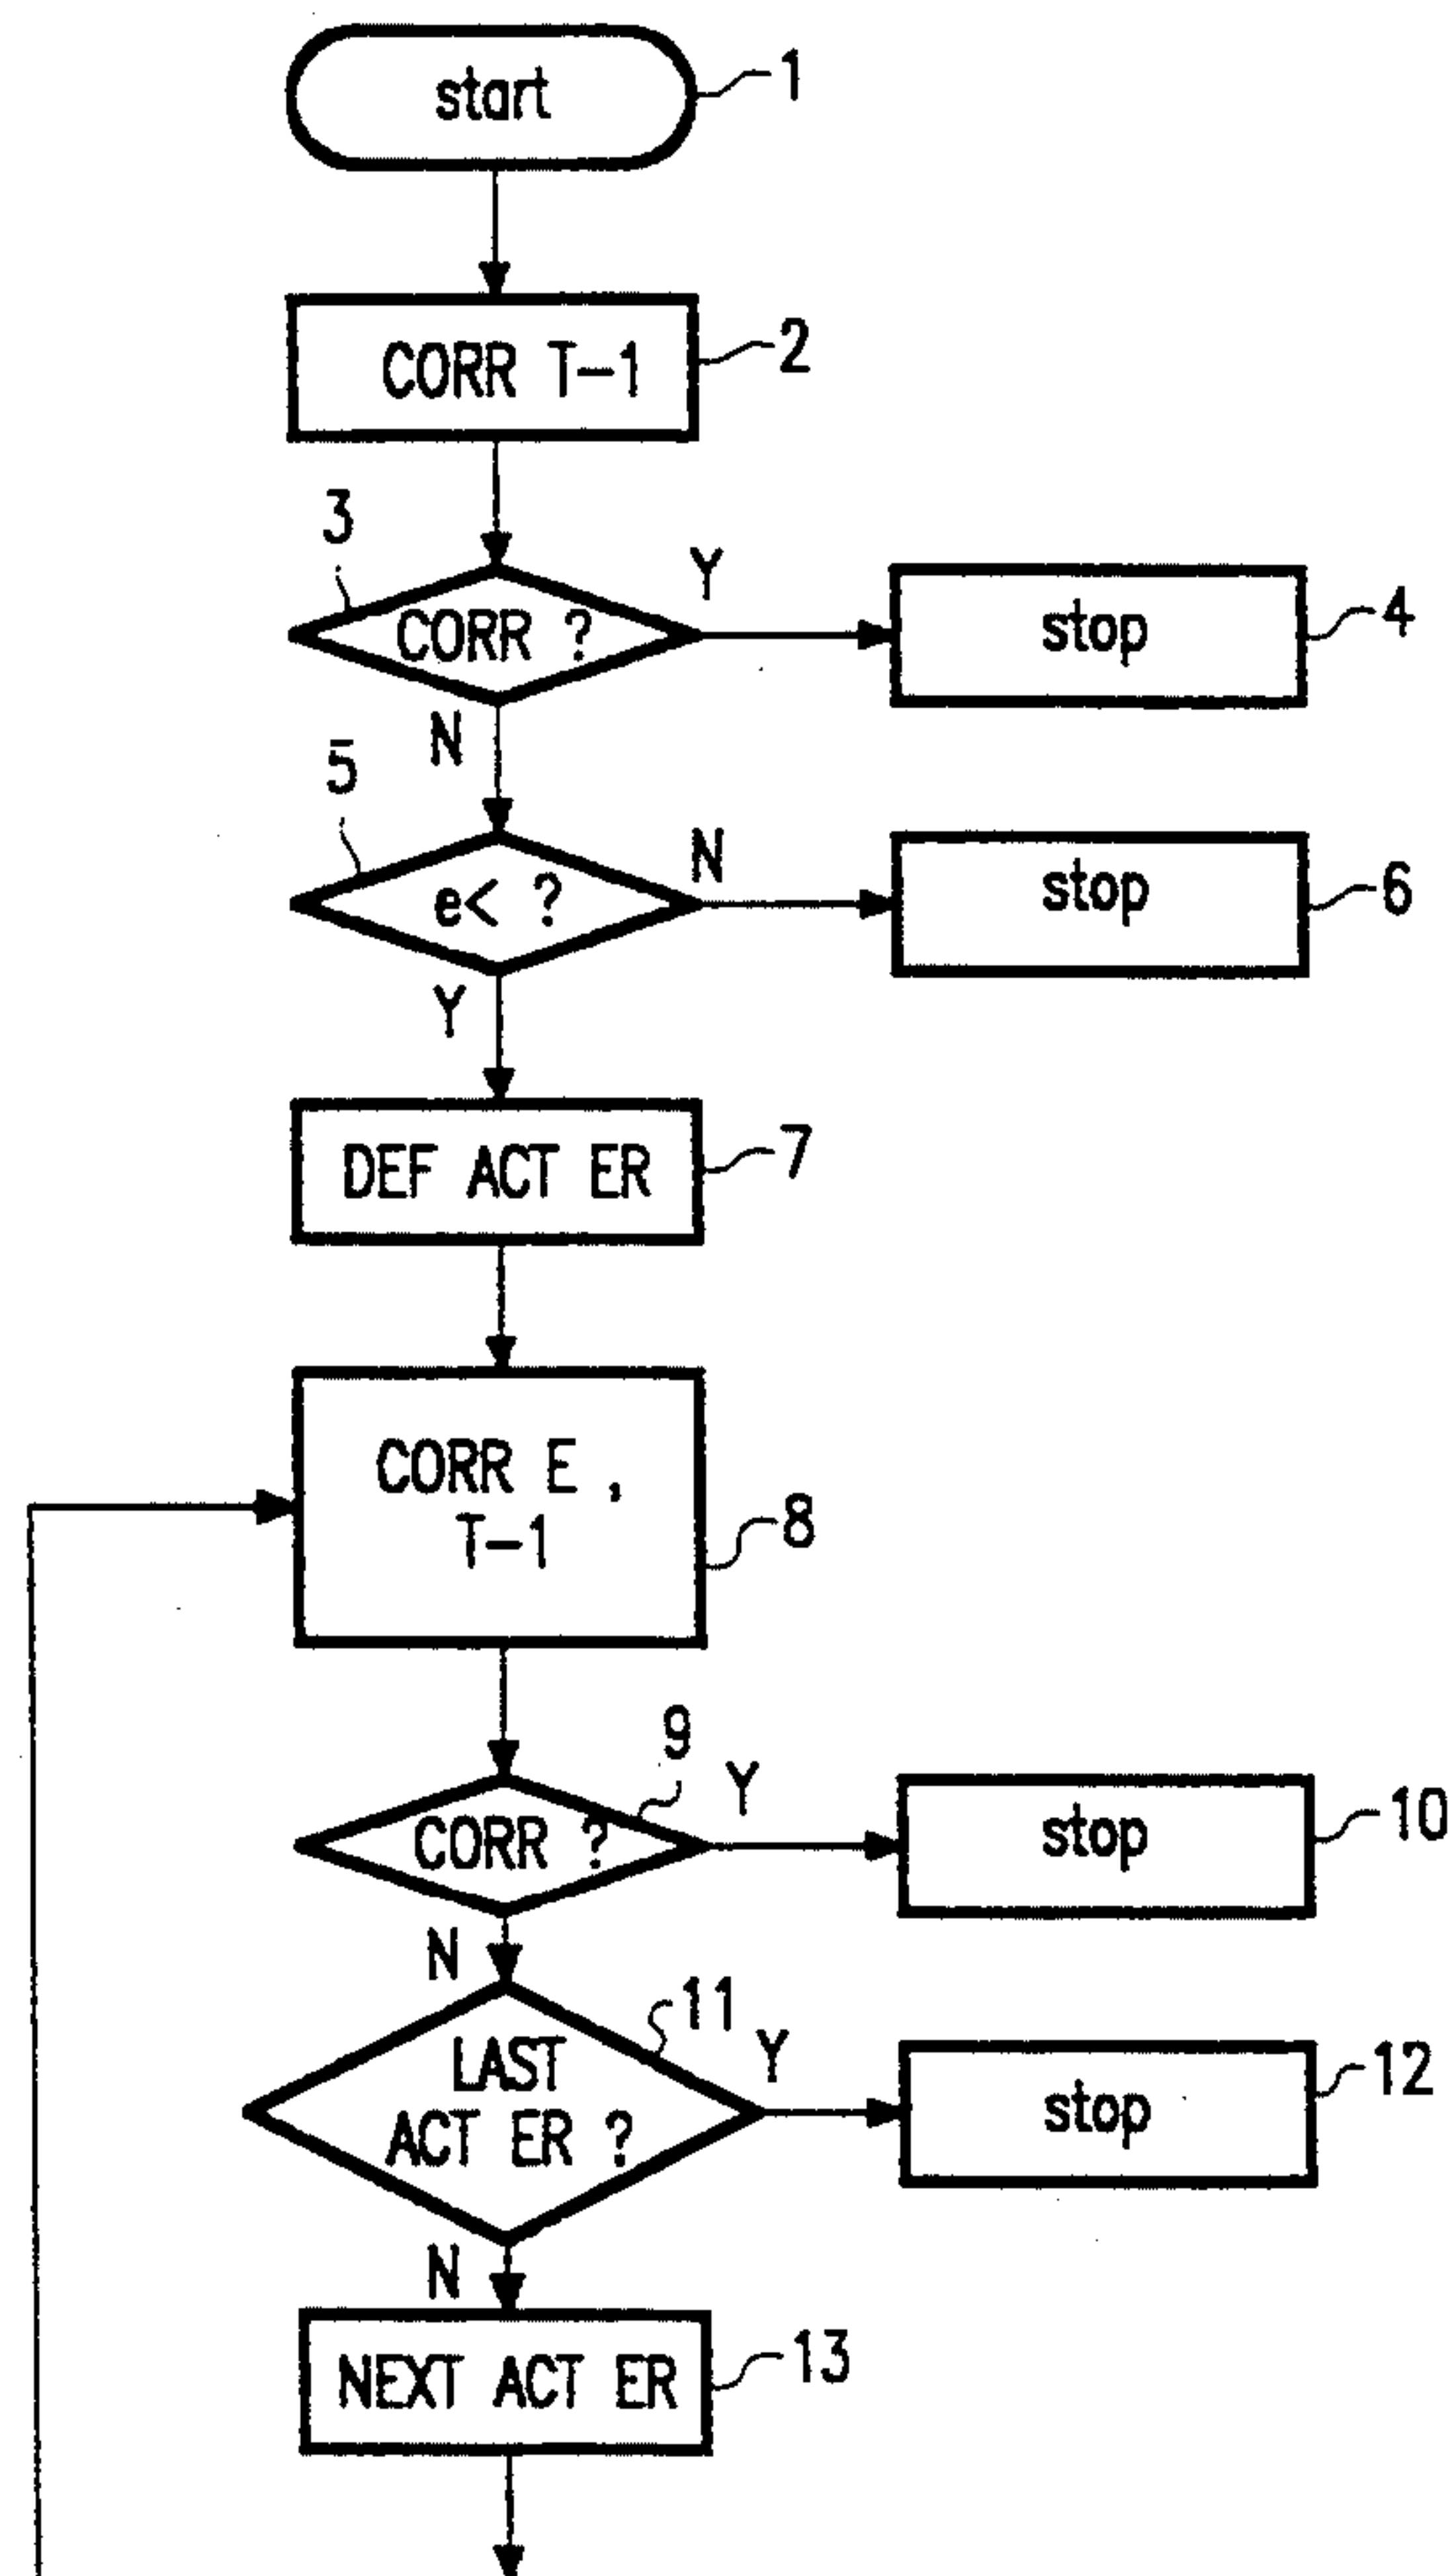 start
1
CORR T-1
2
3
CORR ?
Y
stop
4
N
5
e< ?
N
stop
6
Y
DEF ACT ER
7
CORR E ,
T-1
8
9
CORR ?
Y
stop
10
N
11
LAST
ACT ER ?
Y
stop
12
N
NEXT ACT ER
13